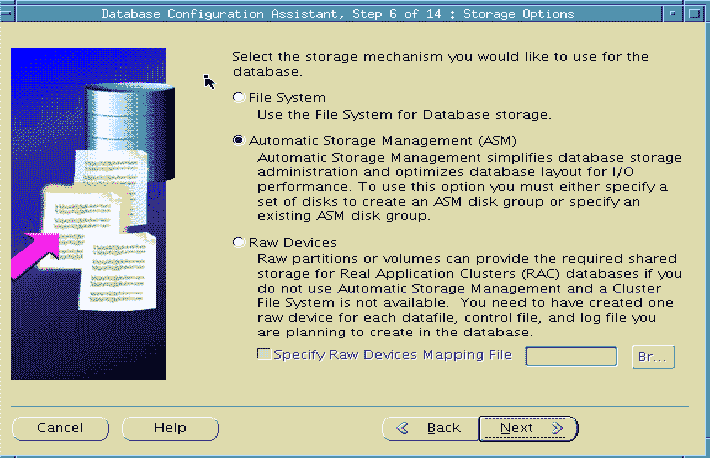 Database Configuration Assistant, Step 6 of 14 : Storage Options
Select the storage mechanism you would like to use for the
database.
File System
Use the File System for Database storage.
Automatic Storage Management (ASM)
Automatic Storage Management simplifies database storage
administration and optimizes database layout for I/O
performance. To use this option you must either specify a
set of disks to create an ASM disk group or specify an
existing ASM disk group.
Raw Devices
Raw partitions or volumes can provide the required shared
storage for Real Application Clusters (RAC) databases if you
do not use Automatic Storage Management and a Cluster
File System is not available. You need to have created one
raw device for each datafile, control file, and log file you
are planning to create in the database.
Specify Raw Devices Mapping File
Br...
Cancel
Help
Back
Next